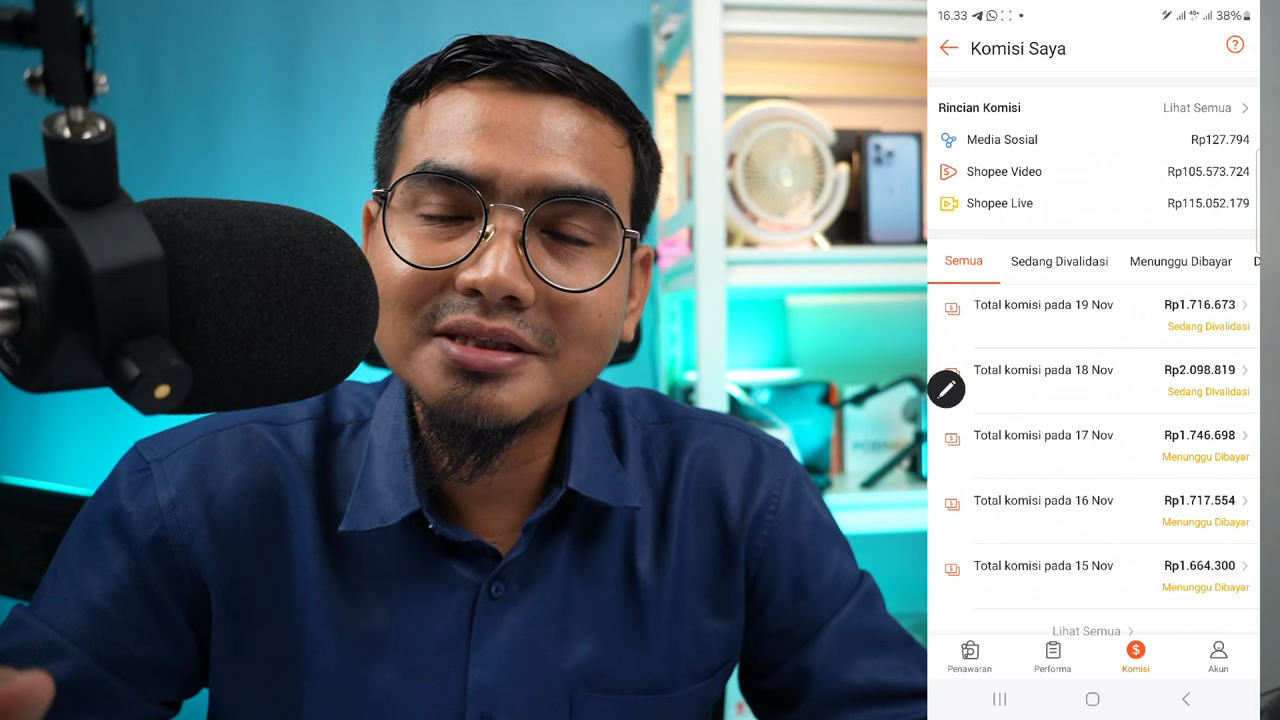 16.33 38%
Komisi Saya
Rincian Komisi Lihat Semua
Media Sosial Rp127.794
Shopee Video Rp105.573.724
Shopee Live Rp115.052.179
Semua Sedang Divalidasi Menunggu Dibayar
Total komisi pada 19 Nov Rp1.716.673
Sedang Divalidasi
Total komisi pada 18 Nov Rp2.098.819
Sedang Divalidasi
Total komisi pada 17 Nov Rp1.746.698
Menunggu Dibayar
Total komisi pada 16 Nov Rp1.717.554
Menunggu Dibayar
Total komisi pada 15 Nov Rp1.664.300
Menunggu Dibayar
Lihat Semua
Penawaran Performa Komisi Akun